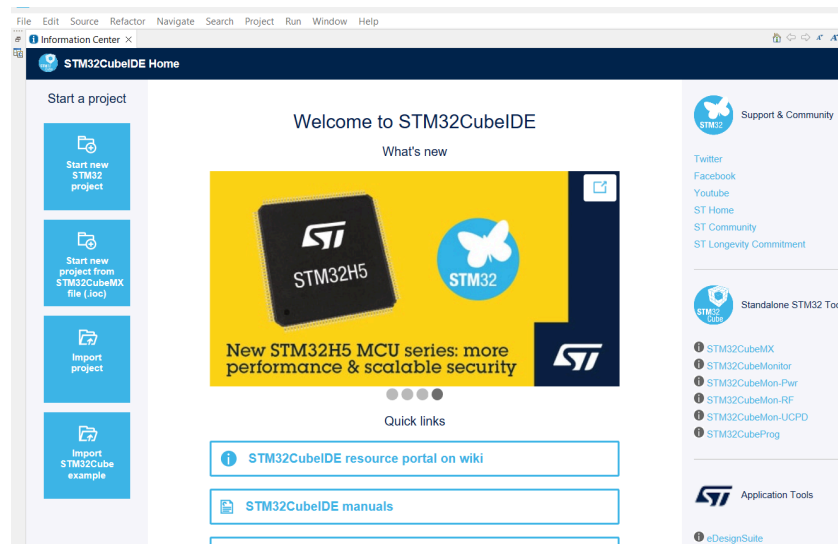 File Edit Source Refactor Navigate Search Project Run Window Help
Information Center
STM32CubeIDE Home
Start a project
Start new
STM32
project
Start new
project from
STM32CubeMX
file (.ioc)
Import
project
Import
STM32Cube
example
Welcome to STM32CubeIDE
What's new
ST
STM32H5
STM32
New STM32H5 MCU series: more
performance & scalable security
ST
Quick links
STM32CubeIDE resource portal on wiki
STM32CubeIDE manuals
STM32
Support & Community
Twitter
Facebook
Youtube
ST Home
ST Community
ST Longevity Commitment
STM32
Cube
Standalone STM32 Too
STM32CubeMX
STM32CubeMonitor
STM32CubeMon-Pwr
STM32CubeMon-RF
STM32CubeMon-UCPD
STM32CubeProg
ST
Application Tools
eDesignSuite